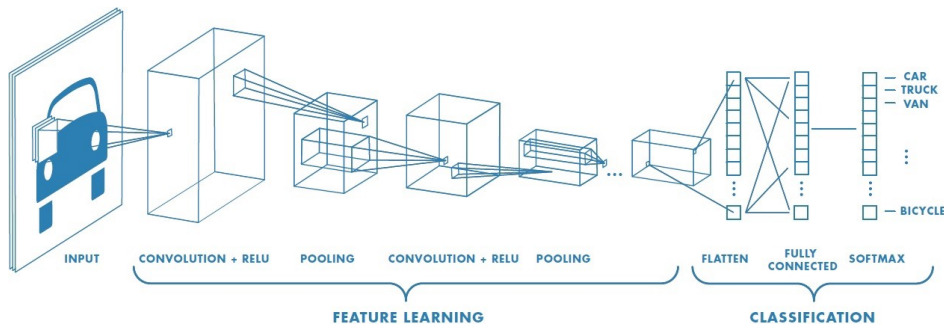 CAR
TRUCK
VAN
BICYCLE
INPUT
CONVOLUTION + RELU
POOLING
CONVOLUTION + RELU
POOLING
FLATTEN
FULLY
CONNECTED
SOFTMAX
FEATURE LEARNING
CLASSIFICATION